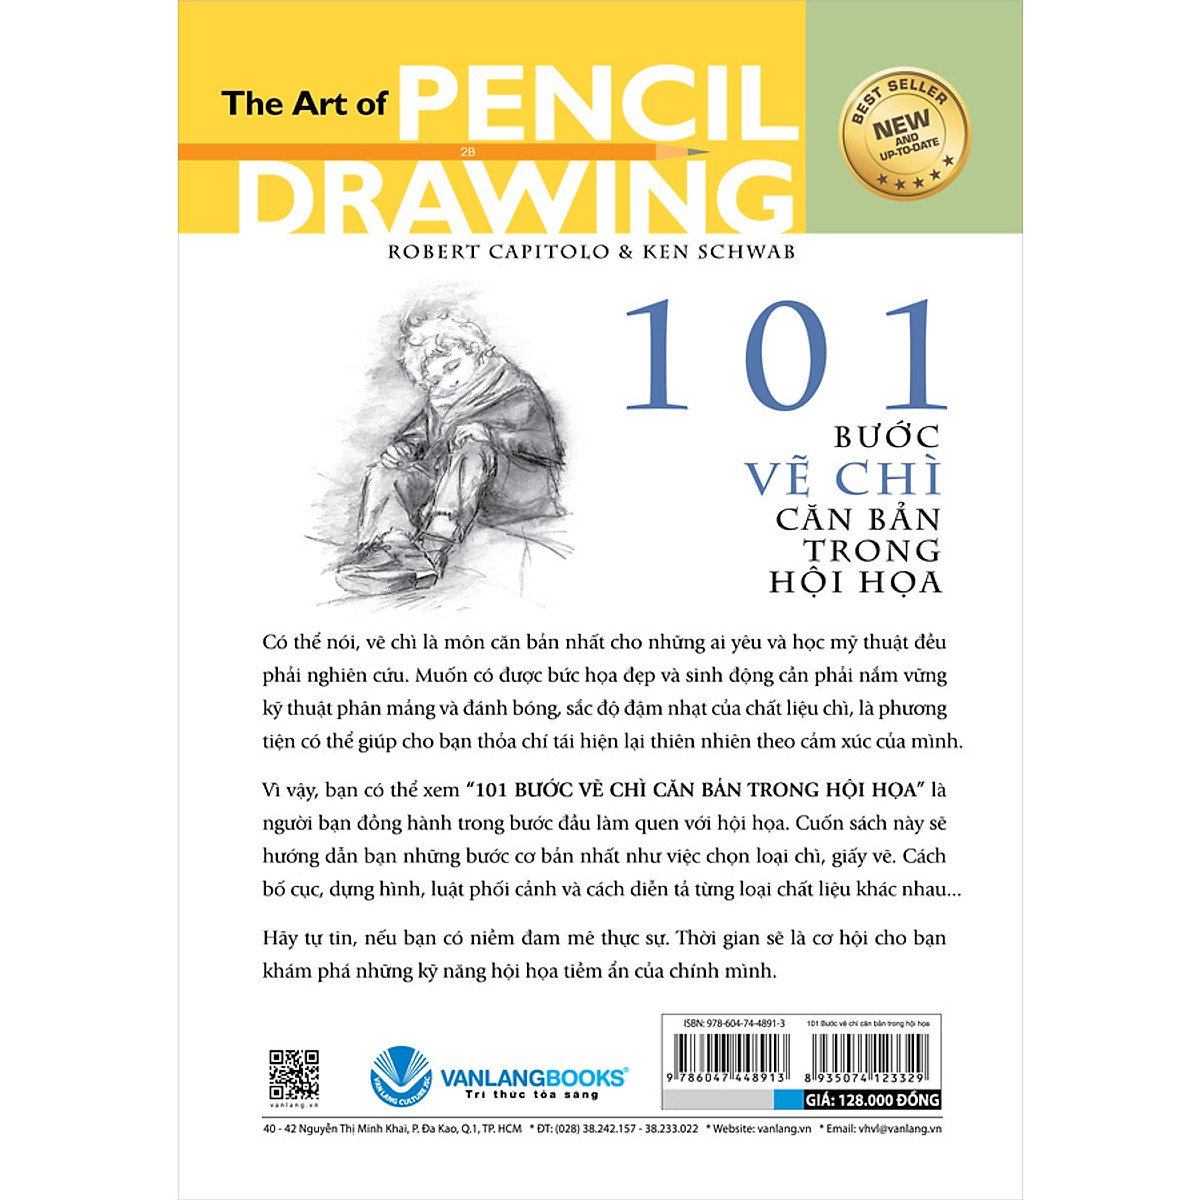 The Art of PENCIL
2B
DRAWING
BEST SELLER
NEW
AND
UP-TO-DATE
ROBERT CAPITOLO & KEN SCHWAB
101
BƯỚC
VẼ CHÌ
CĂN BẢN
TRONG
HỘI HỌA
Có thể nói, vẽ chì là môn căn bản nhất cho những ai yêu và học mỹ thuật đều
phải nghiên cứu. Muốn có được bức họa đẹp và sinh động cần phải nắm vững
kỹ thuật phân mảng và đánh bóng, sắc độ đậm nhạt của chất liệu chì, là phương
tiện có thể giúp cho bạn thỏa chí tái hiện lại thiên nhiên theo cảm xúc của mình.
Vì vậy, bạn có thể xem “101 BƯỚC VẼ CHÌ CĂN BẢN TRONG HỘI HỌA” là
người bạn đồng hành trong bước đầu làm quen với hội họa. Cuốn sách này sẽ
hướng dẫn bạn những bước cơ bản nhất như việc chọn loại chì, giấy vẽ. Cách
bố cục, dựng hình, luật phối cảnh và cách diễn tả từng loại chất liệu khác nhau...
Hãy tự tin, nếu bạn có niềm đam mê thực sự. Thời gian sẽ là cơ hội cho bạn
khám phá những kỹ năng hội họa tiềm ẩn của chính mình.
ISBN: 978-604-74-4891-3
101 Bước vẽ chì căn bản trong hội họa
9 786047 448913
8 935074 123329
GIÁ: 128.000 ĐỒNG
vanlang.vn
VAN LANG CULTURE JSC
VANLANGBOOKS®
Tri thức tỏa sáng
40 - 42 Nguyễn Thị Minh Khai, P. Đa Kao, Q.1, TP. HCM * ĐT: (028) 38.242.157 - 38.233.022 * Website: vanlang.vn * Email: vhvl@vanlang.vn